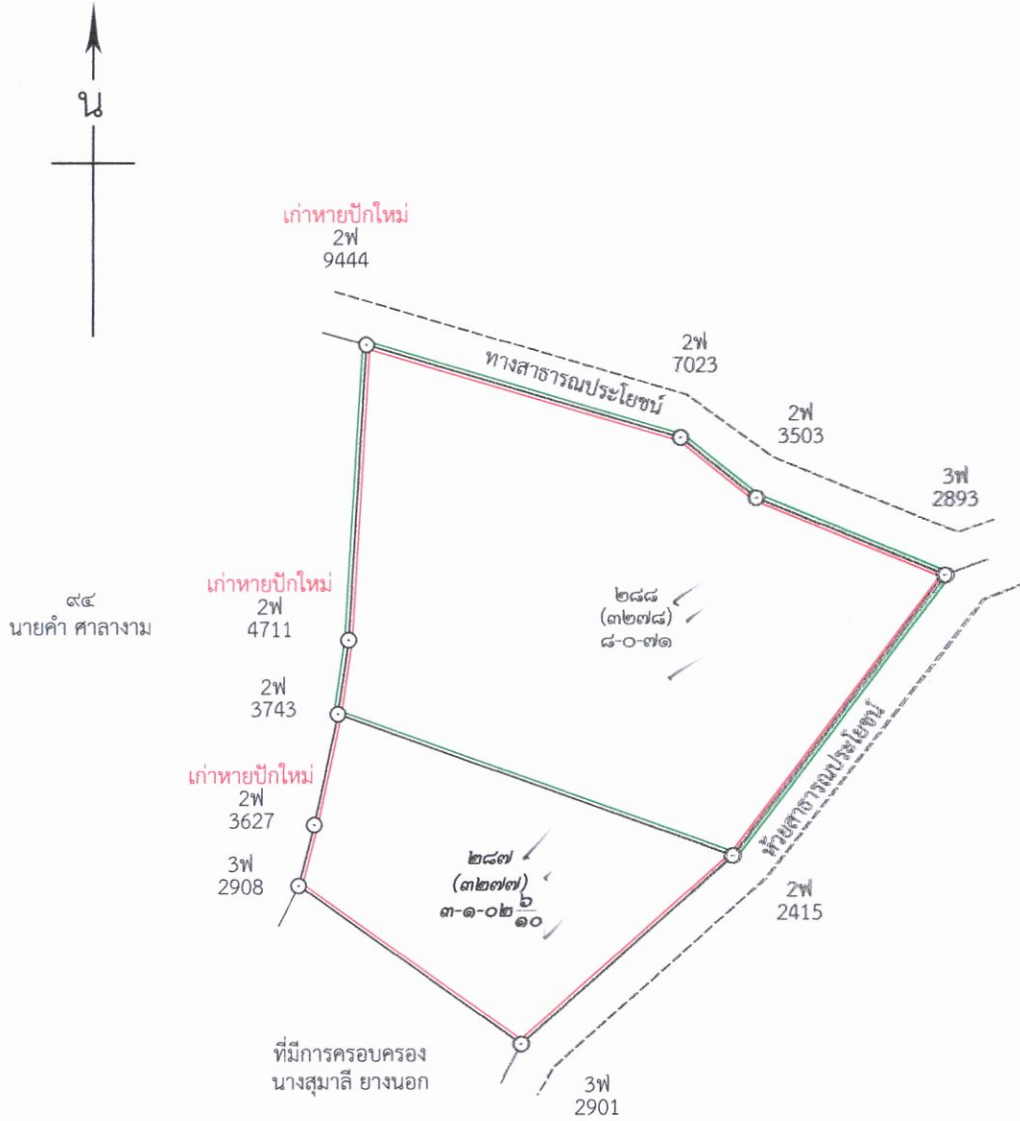 น
เก่าหายปักใหม่
2ฟ
9444
ทางสาธารณประโยชน์
2ฟ
7023
2ฟ
3503
3ฟ
2893
๙๔
นายคำ ศาลางาม
เก่าหายปักใหม่
2ฟ
4711
๒๘๘
(๓๒๗๘)
๘-๐-๗๑
2ฟ
3743
ห้วยสาธารณประโยชน์
เก่าหายปักใหม่
2ฟ
3627
3ฟ
2908
๒๘๗
(๓๒๗๗)
๓-๑-๐๒ ๖/๑๐
2ฟ
2415
ที่มีการครอบครอง
นางสุมาลี ยางนอก
3ฟ
2901